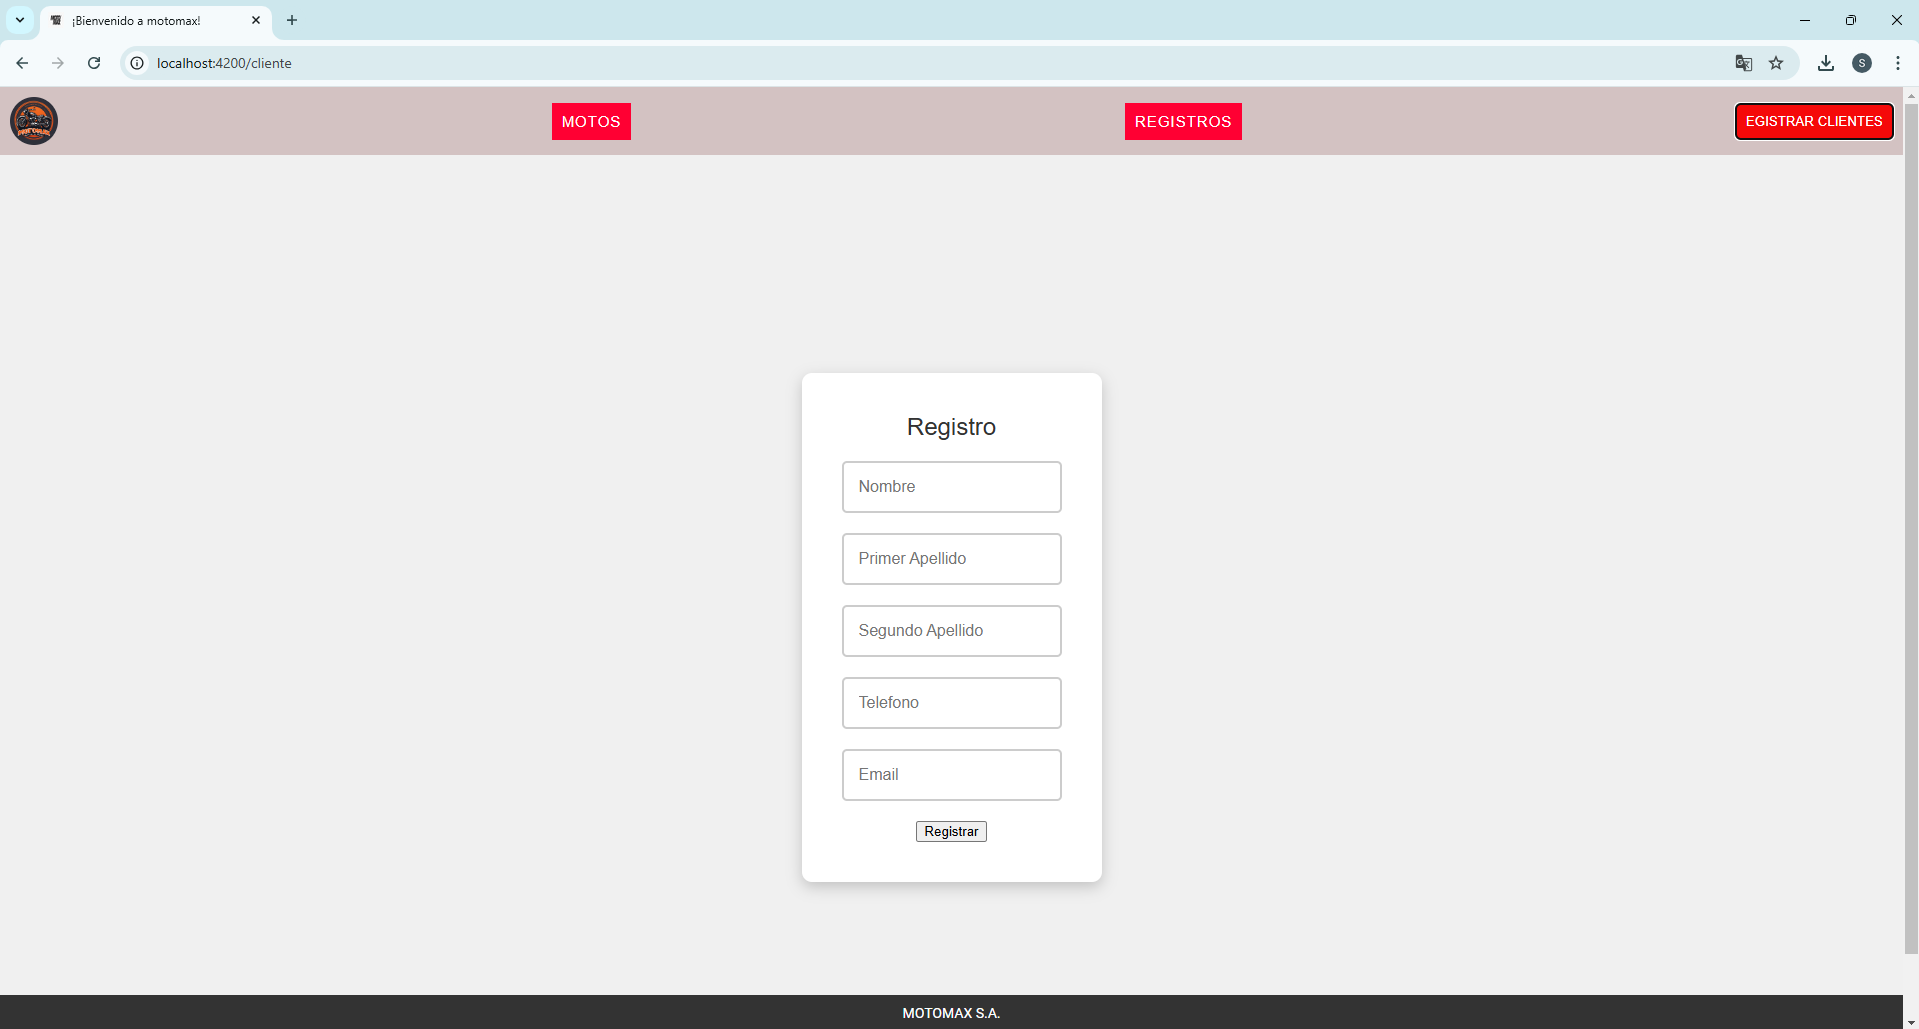 ¡Bienvenido a motomax!
localhost:4200/cliente
S
MOTOS
REGISTROS
EGISTRAR CLIENTES
Registro
Nombre
Primer Apellido
Segundo Apellido
Telefono
Email
Registrar
MOTOMAX S.A.